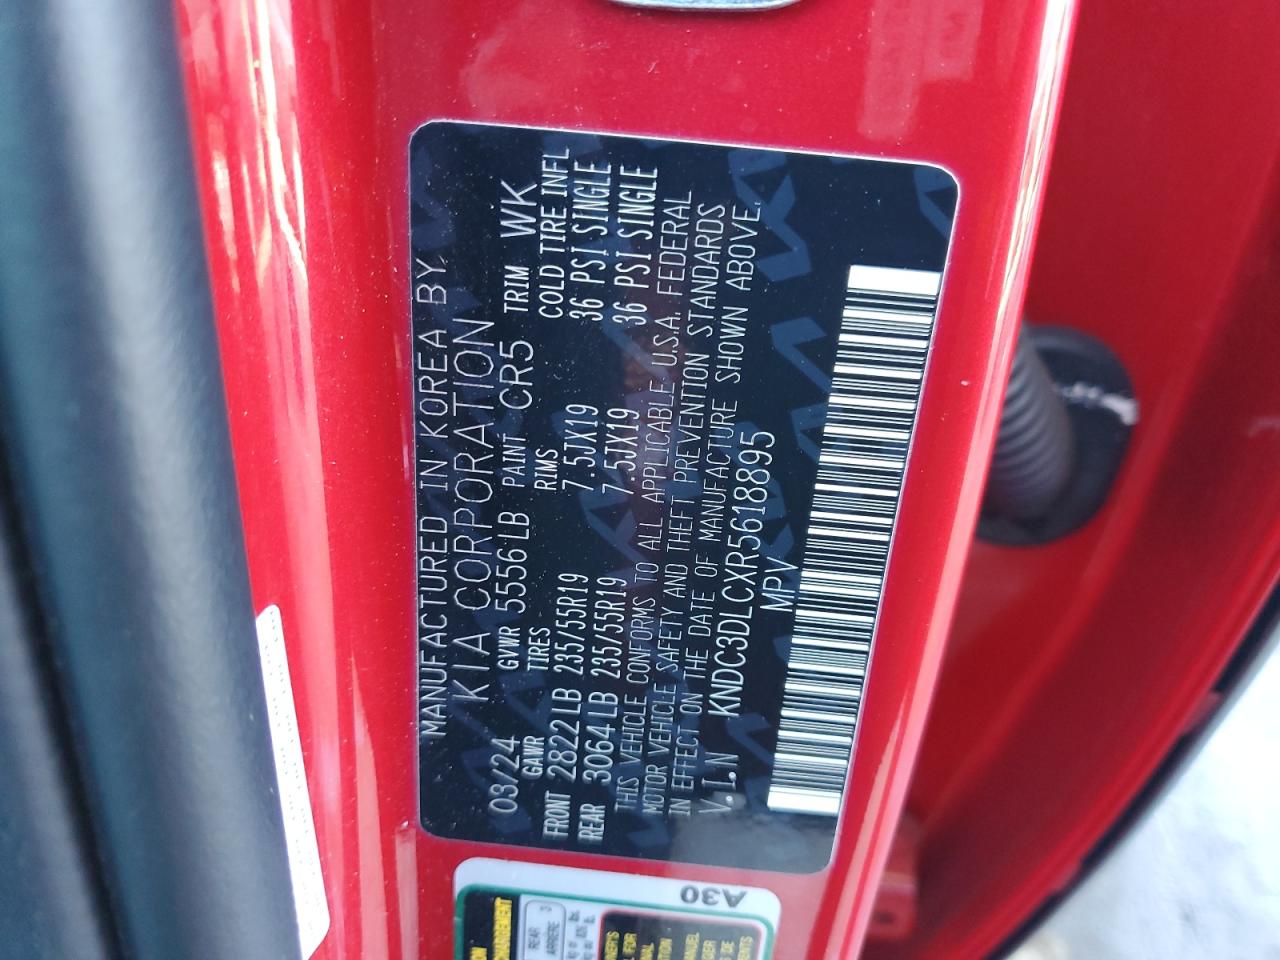 MANUFACTURED IN KOREA BY
KIA CORPORATION
03/24 GVWR 5556 LB PAINT CR5 TRIM WK
GAWR TIRES RIMS COLD TIRE INFL
FRONT 2822 LB 235/55R19 7.5JX19 36 PSI SINGLE
REAR 3064 LB 235/55R19 7.5JX19 36 PSI SINGLE
THIS VEHICLE CONFORMS TO ALL APPLICABLE U.S.A. FEDERAL
MOTOR VEHICLE SAFETY AND THEFT PREVENTION STANDARDS
IN EFFECT ON THE DATE OF MANUFACTURE SHOWN ABOVE.
V.I.N KNDC3DLCXR5618895
MPV
A30
REAR 3
ARRIÈRE